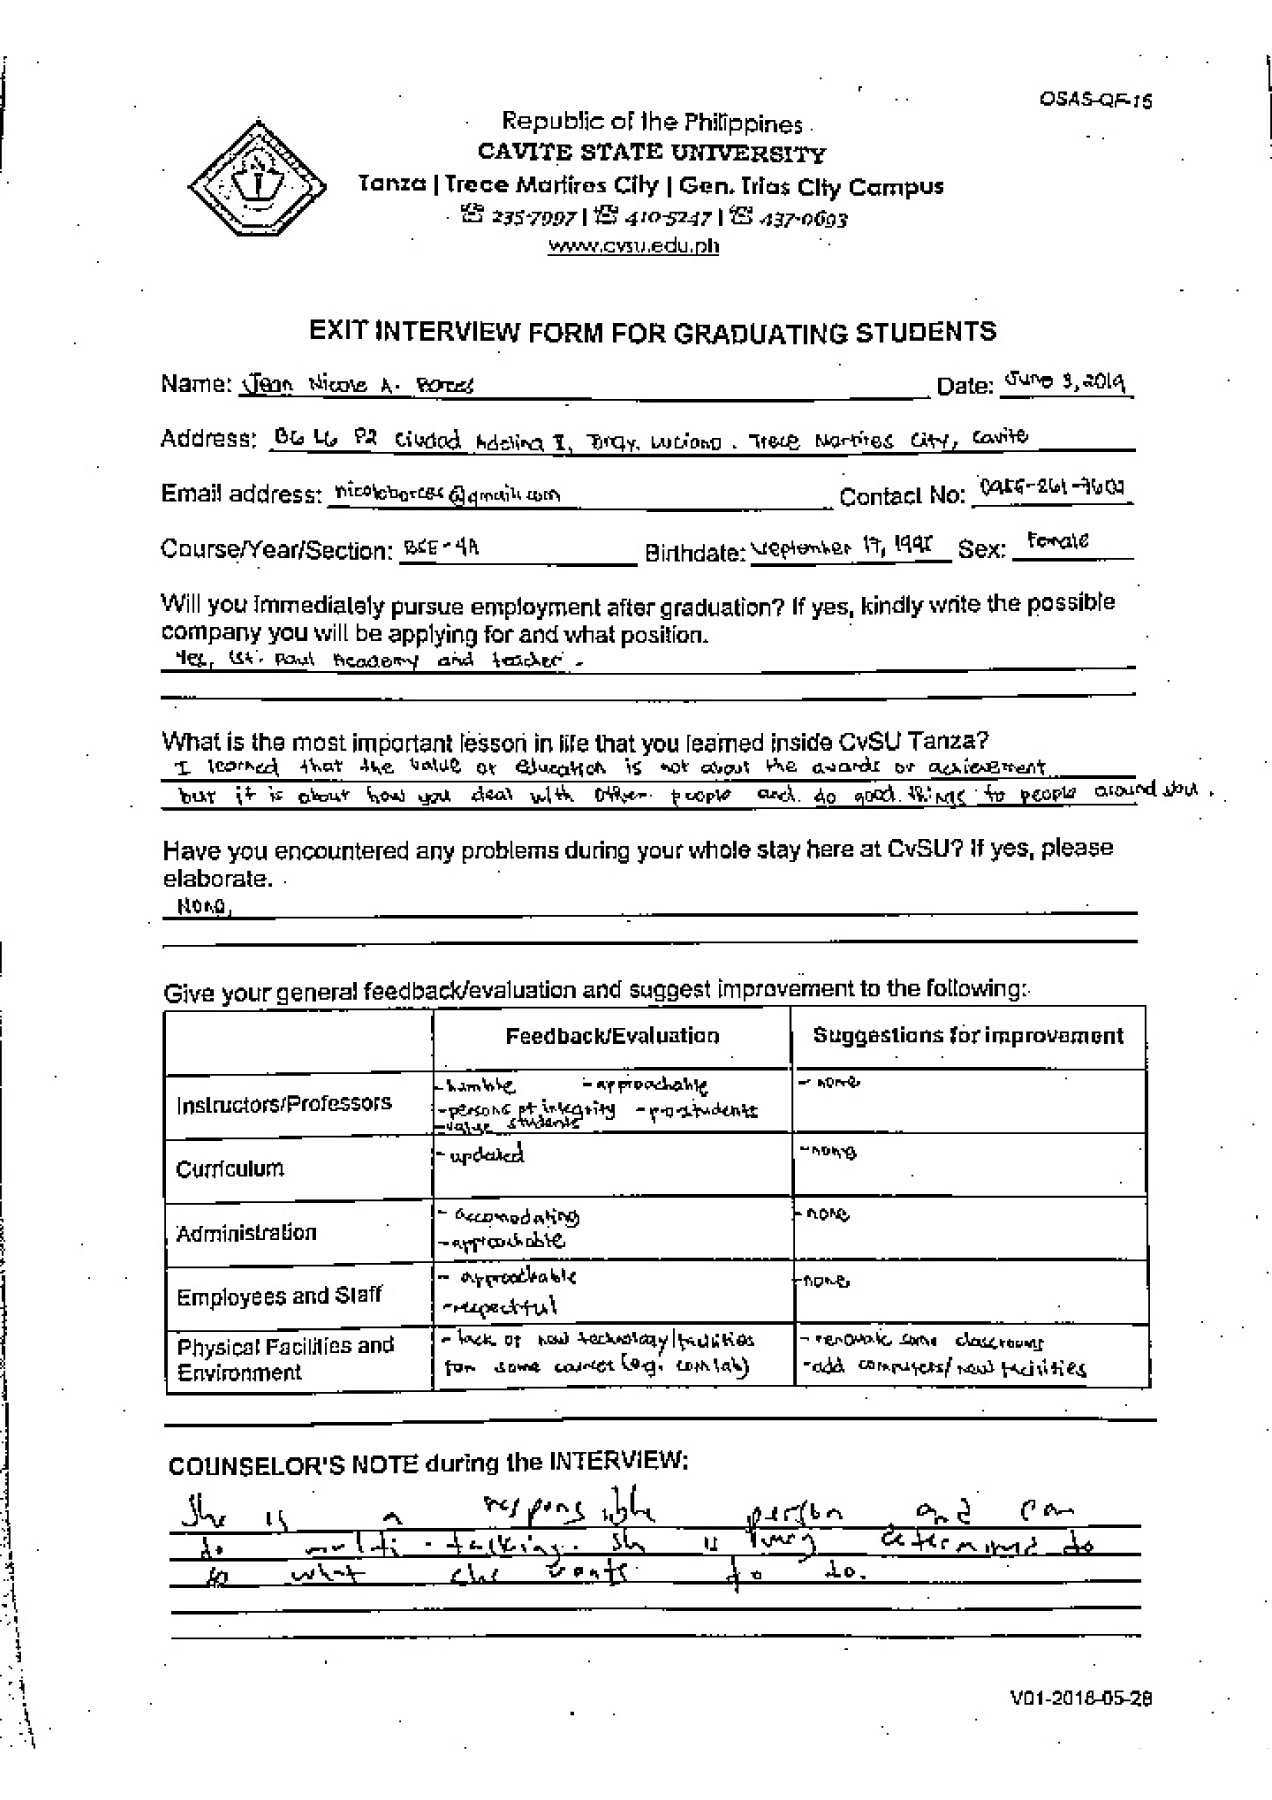 OSAS-QF-15
Republic of the Philippines
CAVITE STATE UNIVERSITY
Tanza | Trece Martires City | Gen. Trias City Campus
☏ 235-7997 | ☏ 410-5247 | ☏ 437-0693
www.cvsu.edu.ph
EXIT INTERVIEW FORM FOR GRADUATING STUDENTS
Name: Jean Nicole A. Borces Date: June 3, 2019
Address: B6 L6 P2 Ciudad Adelina I, Brgy. Luciano. Trece Martires City, Cavite
Email address: nicoleborces@gmail.com Contact No:
Course/Year/Section: BSE-4A Birthdate: September 17, Sex: Female
Will you immediately pursue employment after graduation? If yes, kindly write the possible
company you will be applying for and what position.
Yes, St. Paul Academy and teacher.
What is the most important lesson in life that you learned inside CvSU Tanza?
I learned that the value of education is not about the awards or achievement
but it is about how you deal with other people and do good things to people around you.
Have you encountered any problems during your whole stay here at CvSU? If yes, please
elaborate.
None,
Give your general feedback/evaluation and suggest improvement to the following:
Feedback/Evaluation Suggestions for improvement
Instructors/Professors
- humble - approachable - none
- persons of integrity - pro students
- value students
Curriculum - updated - none
Administration
- accomodating - none
- approachable
Employees and Staff
- approachable - none
- respectful
Physical Facilities and - lack of new technology/facilities - renovate some classrooms
Environment for some courses (eg. com lab) - add computers/new facilities
COUNSELOR'S NOTE during the INTERVIEW:
She is a responsible person and can
do multi-tasking. She is very determined to
do what she wants to do.
V01-2018-05-28